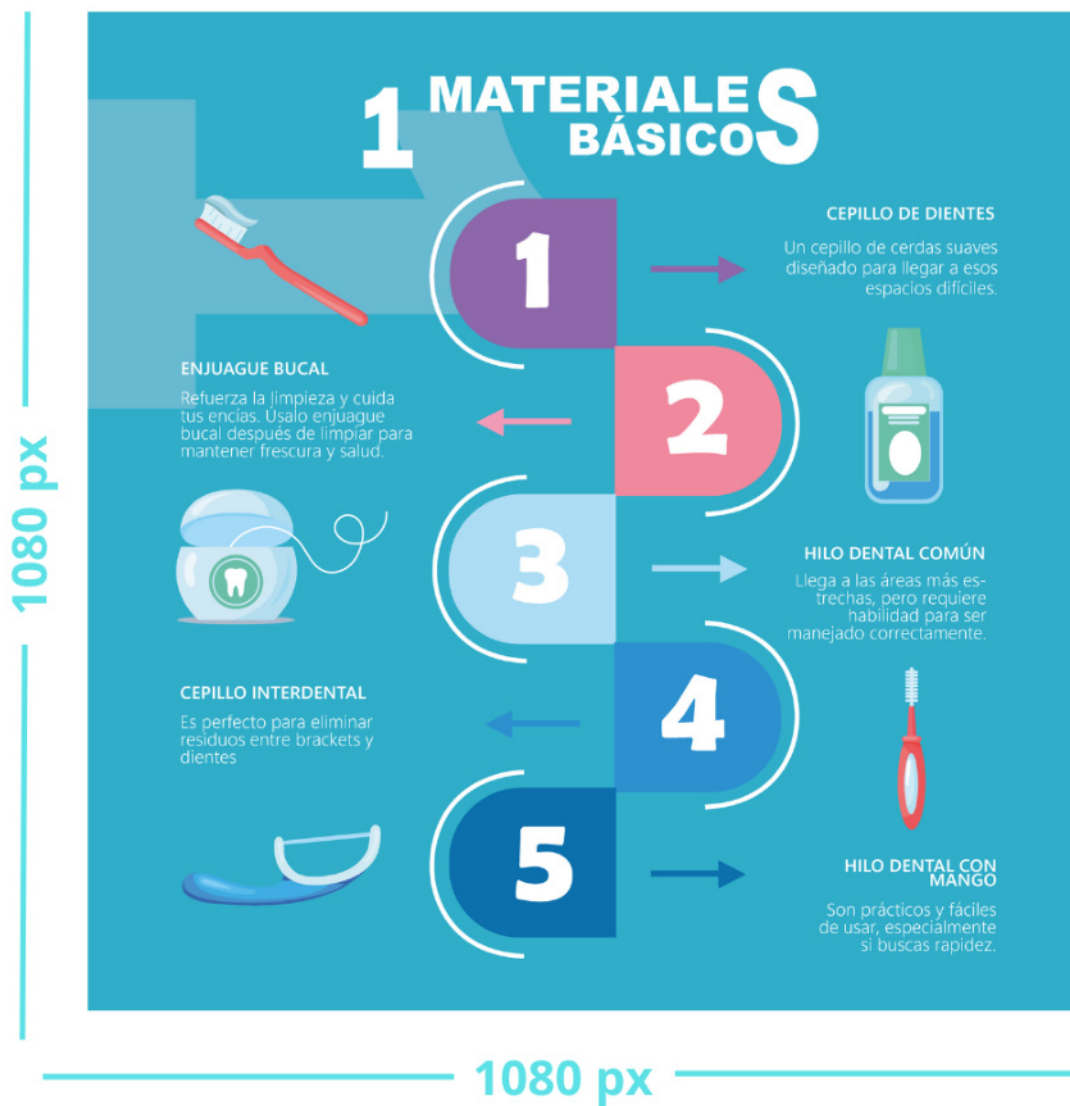 1 MATERIALES
BÁSICOS
1
CEPILLO DE DIENTES
Un cepillo de cerdas suaves
diseñado para llegar a esos
espacios difíciles.
ENJUAGUE BUCAL
Refuerza la limpieza y cuida
tus encías. Úsalo enjuague
bucal después de limpiar para
mantener frescura y salud.
2
3
HILO DENTAL COMÚN
Llega a las áreas más es-
trechas, pero requiere
habilidad para ser
manejado correctamente.
CEPILLO INTERDENTAL
Es perfecto para eliminar
residuos entre brackets y
dientes
4
5
HILO DENTAL CON
MANGO
Son prácticos y fáciles
de usar, especialmente
si buscas rapidez.
1080 px
1080 px